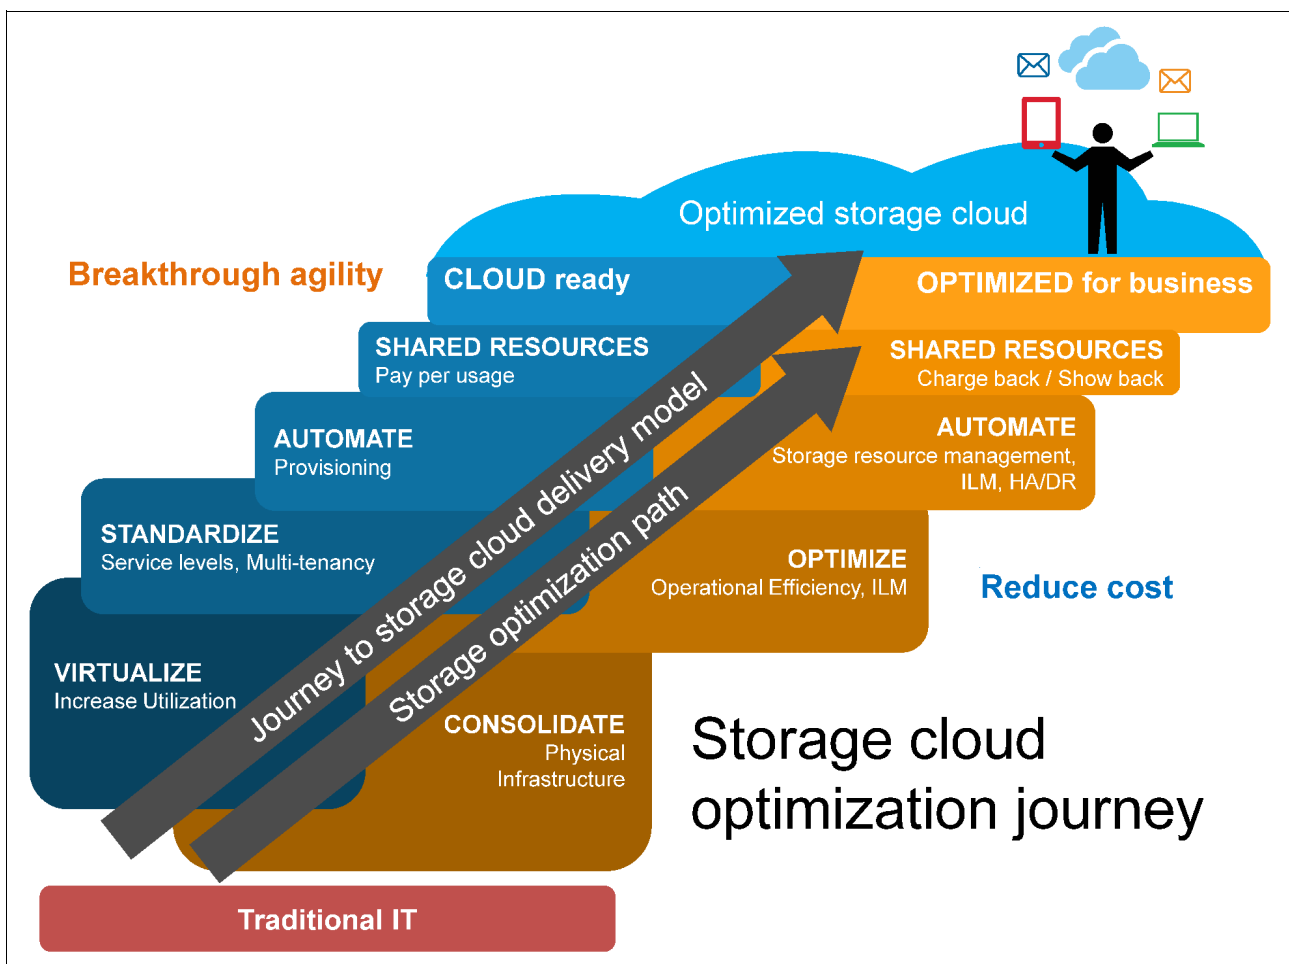 Optimized storage cloud
Breakthrough agility
CLOUD ready
OPTIMIZED for business
SHARED RESOURCES
Pay per usage
SHARED RESOURCES
Charge back / Show back
AUTOMATE
Provisioning
AUTOMATE
Storage resource management,
ILM, HA/DR
STANDARDIZE
Service levels, Multi-tenancy
OPTIMIZE
Operational Efficiency, ILM
Reduce cost
VIRTUALIZE
Increase Utilization
CONSOLIDATE
Physical
Infrastructure
Journey to storage cloud delivery model
Storage optimization path
Storage cloud
optimization journey
Traditional IT